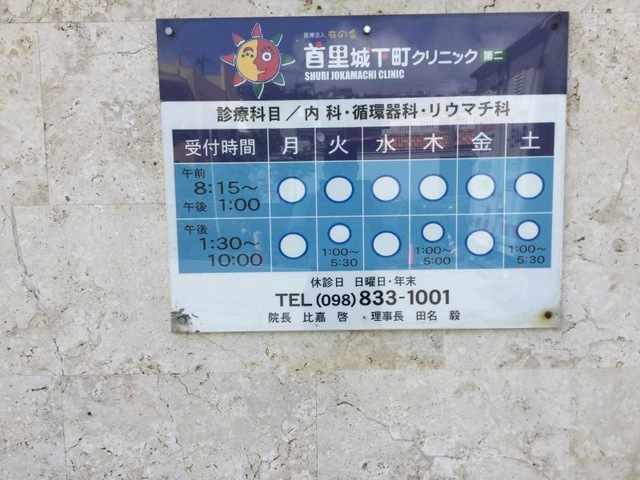 医療法人 森の会
首里城下町クリニック 第二
SHURI JOKAMACHI CLINIC
診療科目/内 科・循環器科・リウマチ科
受付時間 月 火 水 木 金 土
午前
8:15〜
午後 1:00
午後
1:30〜 1:00〜 1:00〜 1:00〜
10:00 5:30 5:00 5:30
休診日 日曜日・年末
TEL (098) 833-1001
院長 比嘉 啓 理事長 田名 毅